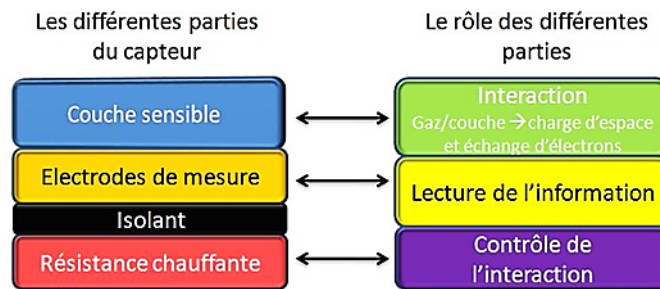 Les différentes parties
du capteur
Couche sensible
Electrodes de mesure
Isolant
Résistance chauffante
Le rôle des différentes
parties
Interaction
Gaz/couche →charge d'espace
et échange d'électrons
Lecture de l'information
Contrôle de
l'interaction